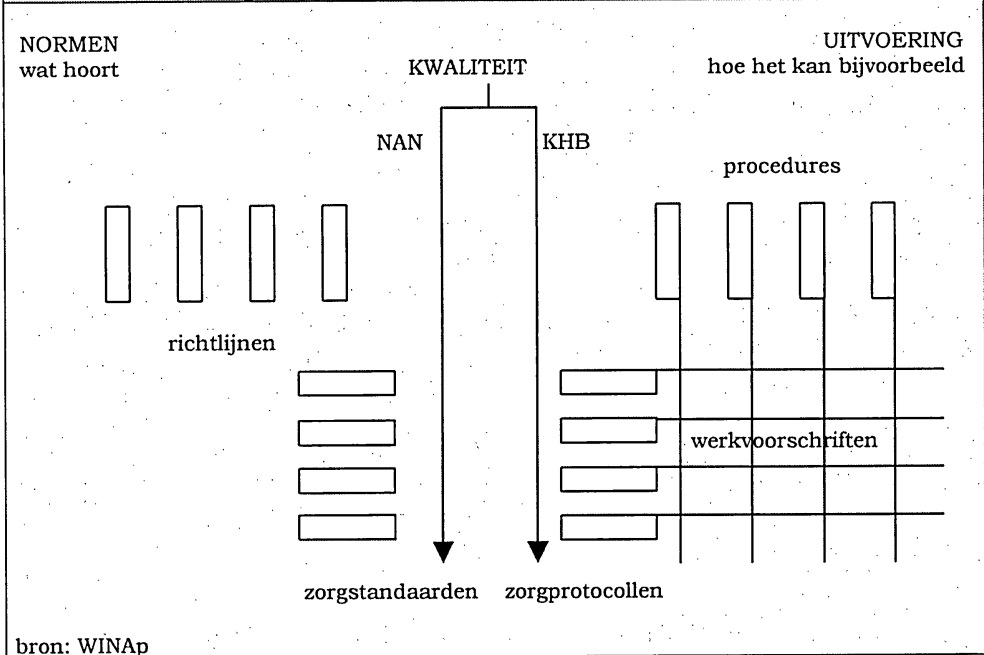 NORMEN
wat hoort
UITVOERING
hoe het kan bijvoorbeeld
KWALITEIT
NAN
KHB
procedures
richtlijnen
werkvoorschriften
zorgstandaarden
zorgprotocollen
bron: WINAp